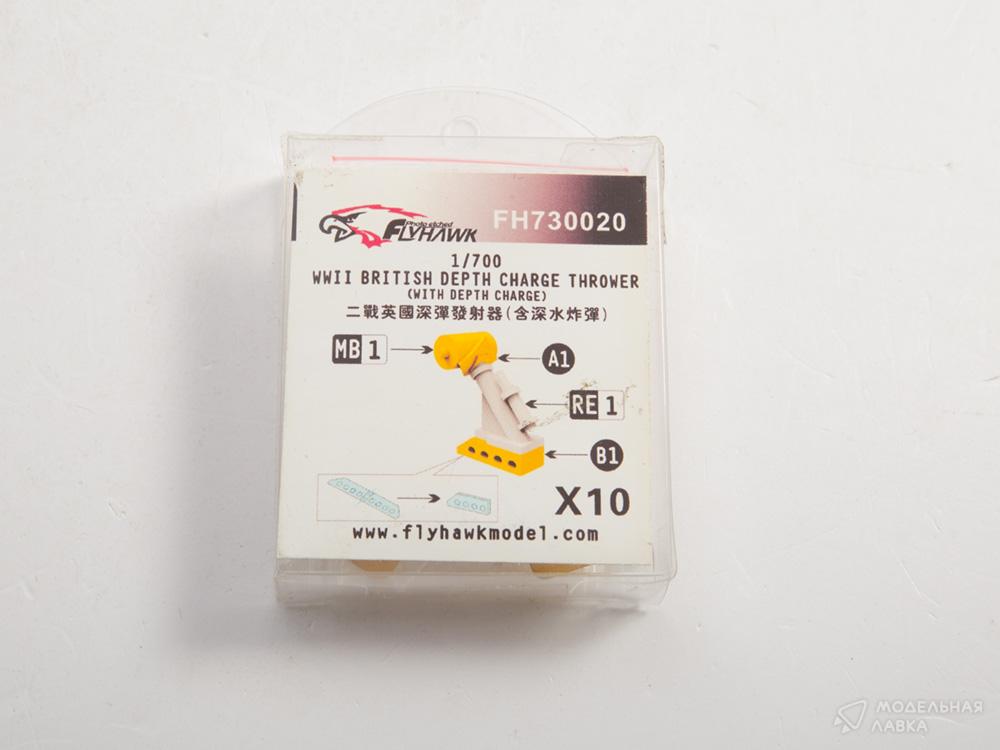 Photo etched
FLYHAWK
FH730020
1/700
WWII BRITISH DEPTH CHARGE THROWER
(WITH DEPTH CHARGE)
二戰英國深彈發射器(含深水炸彈)
MB 1
A1
RE 1
B1
X10
www.flyhawkmodel.com
МОДЕЛЬНАЯ
ЛАВКА